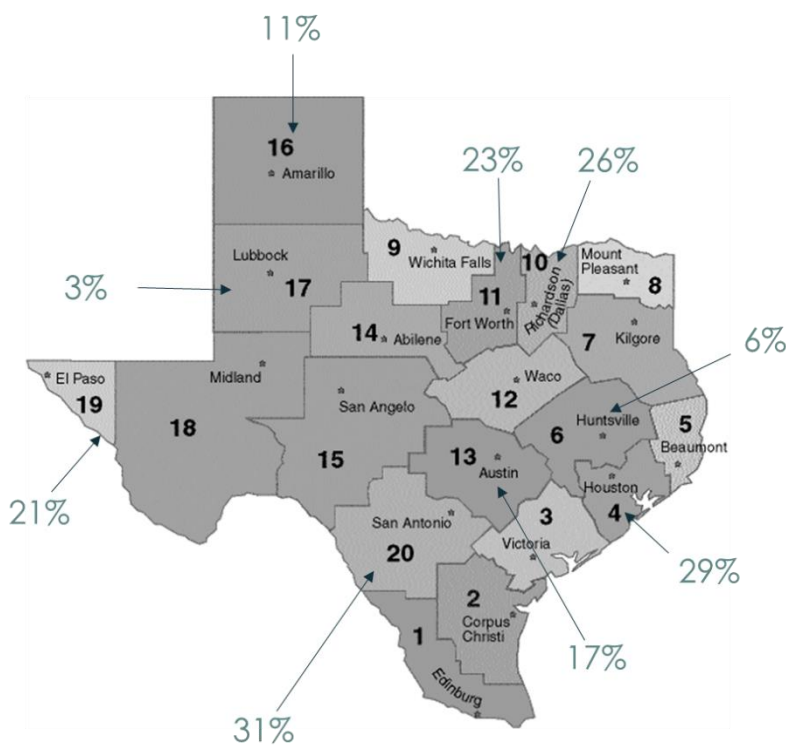 11%
16
Amarillo
23%
26%
Lubbock
17
3%
9
Wichita Falls
10
Richardson
(Dallas)
Mount
Pleasant
8
11
Fort Worth
14
Abilene
7
Kilgore
6%
El Paso
19
Midland
18
San Angelo
15
Waco
12
Huntsville
6
5
Beaumont
13
Austin
Houston
4
21%
San Antonio
20
3
Victoria
29%
2
Corpus
Christi
1
Edinburg
17%
31%